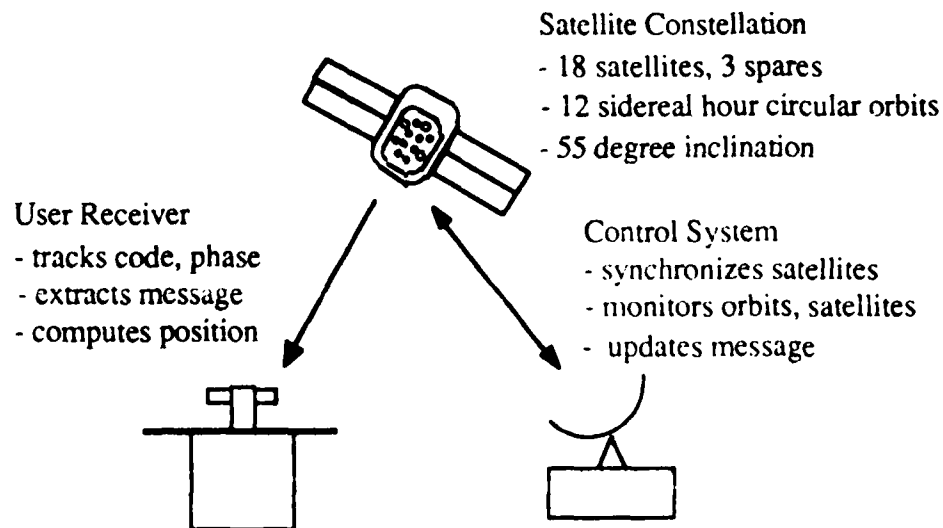 Satellite Constellation
- 18 satellites, 3 spares
- 12 sidereal hour circular orbits
- 55 degree inclination
User Receiver
- tracks code, phase
- extracts message
- computes position
Control System
- synchronizes satellites
- monitors orbits, satellites
- updates message